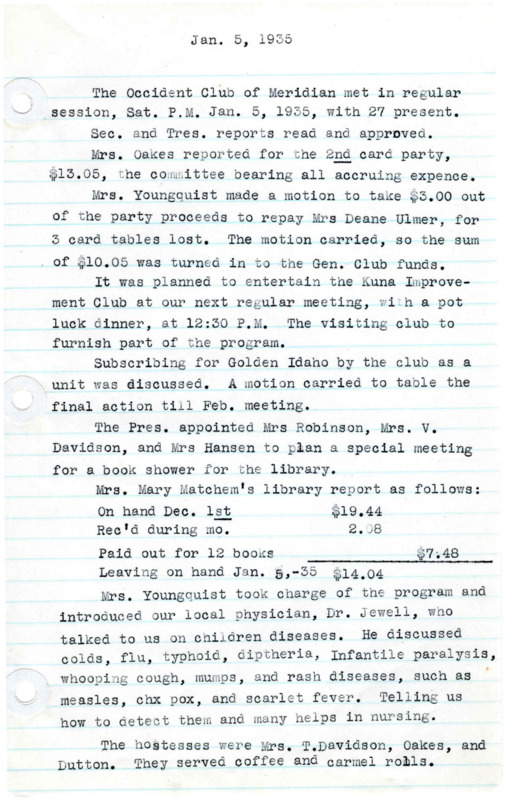 Jan. 5, 1935
The Occident Club of Meridian met in regular
session, Sat. P.M. Jan. 5, 1935, with 27 present.
Sec. and Tres. reports read and approved.
Mrs. Oakes reported for the 2nd card party,
$13.05, the committee bearing all accruing expence.
Mrs. Youngquist made a motion to take $3.00 out
of the party proceeds to repay Mrs Deane Ulmer, for
3 card tables lost. The motion carried, so the sum
of $10.05 was turned in to the Gen. Club funds.
It was planned to entertain the Kuna Improve-
ment Club at our next regular meeting, with a pot
luck dinner, at 12:30 P.M. The visiting club to
furnish part of the program.
Subscribing for Golden Idaho by the club as a
unit was discussed. A motion carried to table the
final action till Feb. meeting.
The Pres. appointed Mrs Robinson, Mrs. V.
Davidson, and Mrs Hansen to plan a special meeting
for a book shower for the library.
Mrs. Mary Matchem's library report as follows:
On hand Dec. 1st $19.44
Rec'd during mo. 2.08
Paid out for 12 books $7.48
Leaving on hand Jan. 5,-35 $14.04
Mrs. Youngquist took charge of the program and
introduced our local physician, Dr. Jewell, who
talked to us on children diseases. He discussed
colds, flu, typhoid, diptheria, Infantile paralysis,
whooping cough, mumps, and rash diseases, such as
measles, chx pox, and scarlet fever. Telling us
how to detect them and many helps in nursing.
The hostesses were Mrs. T.Davidson, Oakes, and
Dutton. They served coffee and carmel rolls.